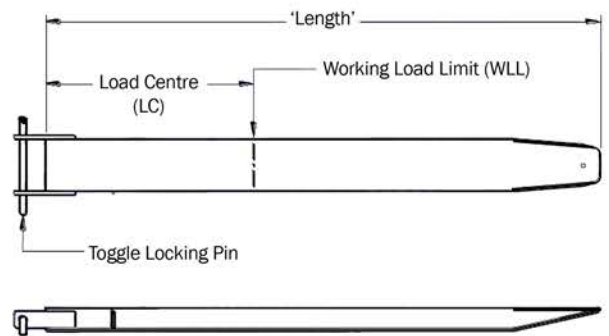 ‘Length’
Load Centre
(LC)
Working Load Limit (WLL)
Toggle Locking Pin